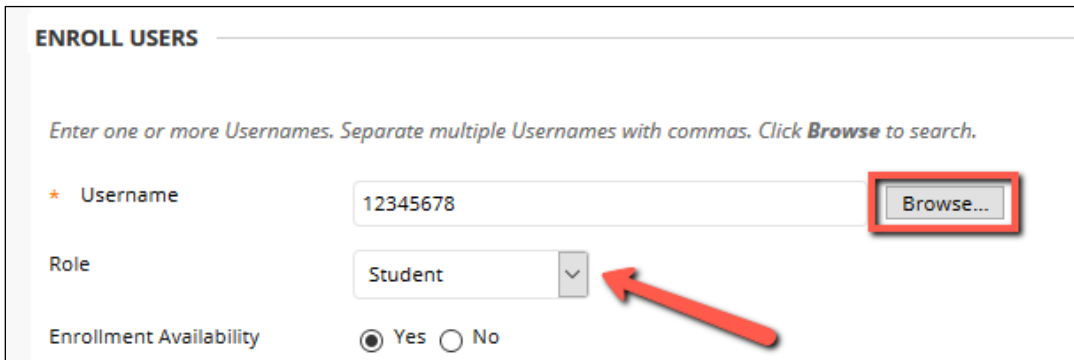 ENROLL USERS
Enter one or more Usernames. Separate multiple Usernames with commas. Click Browse to search.
* Username 12345678 Browse...
Role Student
Enrollment Availability Yes No